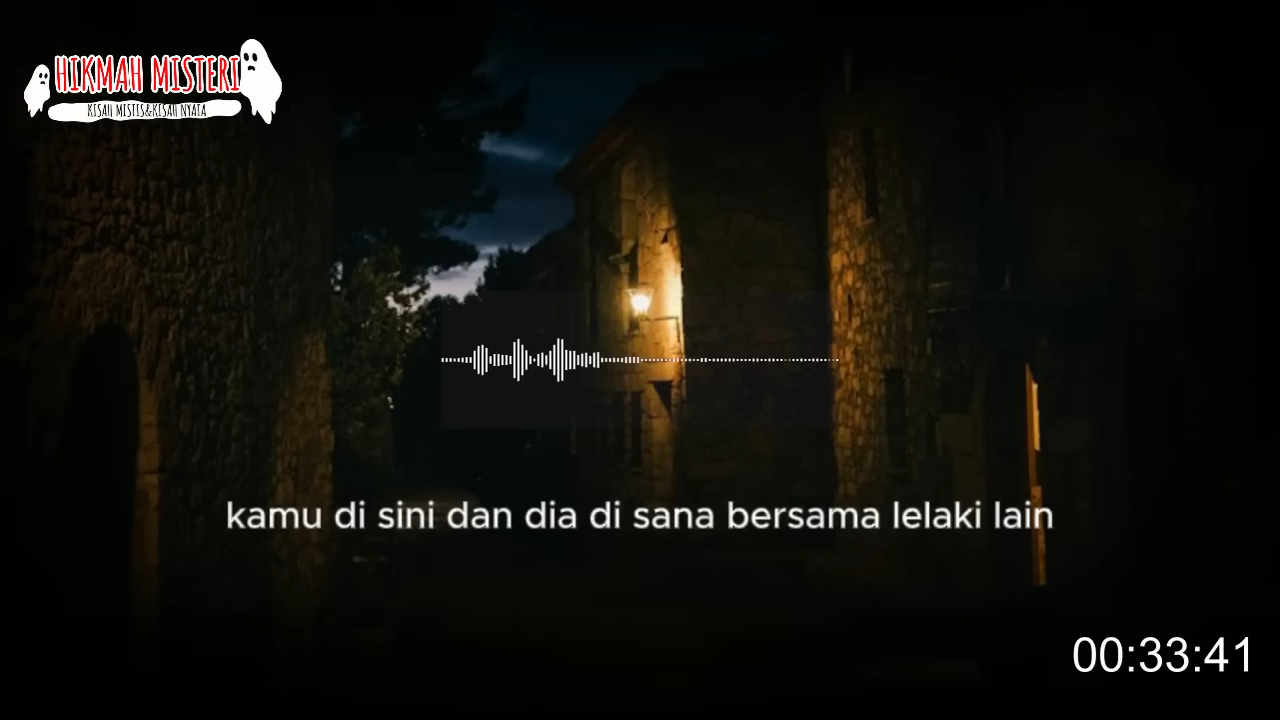 HIKMAH MISTERI
KISAH MISTIS&KISAH NYATA
kamu di sini dan dia di sana bersama lelaki lain
00:33:41